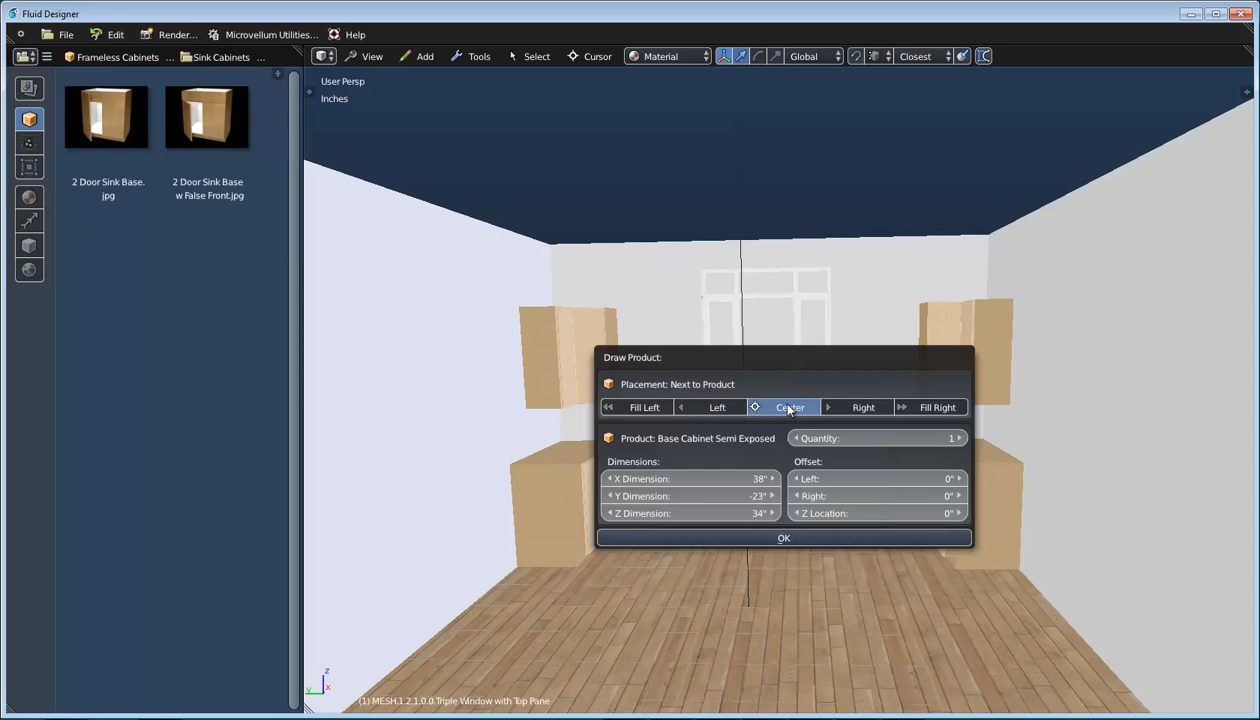 Fluid Designer
File Edit Render... Microvellum Utilities... Help
Frameless Cabinets ... Sink Cabinets ... View Add Tools Select Cursor Material Global Closest
User Persp
Inches
2 Door Sink Base.
jpg
2 Door Sink Base
w False Front.jpg
Draw Product:
Placement: Next to Product
Fill Left Left Center Right Fill Right
Product: Base Cabinet Semi Exposed Quantity: 1
Dimensions: Offset:
X Dimension: 38" Left: 0"
Y Dimension: -23" Right: 0"
Z Dimension: 34" Z Location: 0"
OK
z
y x
(1) MESH.1.2.1.0.0.Triple Window with Top Pane